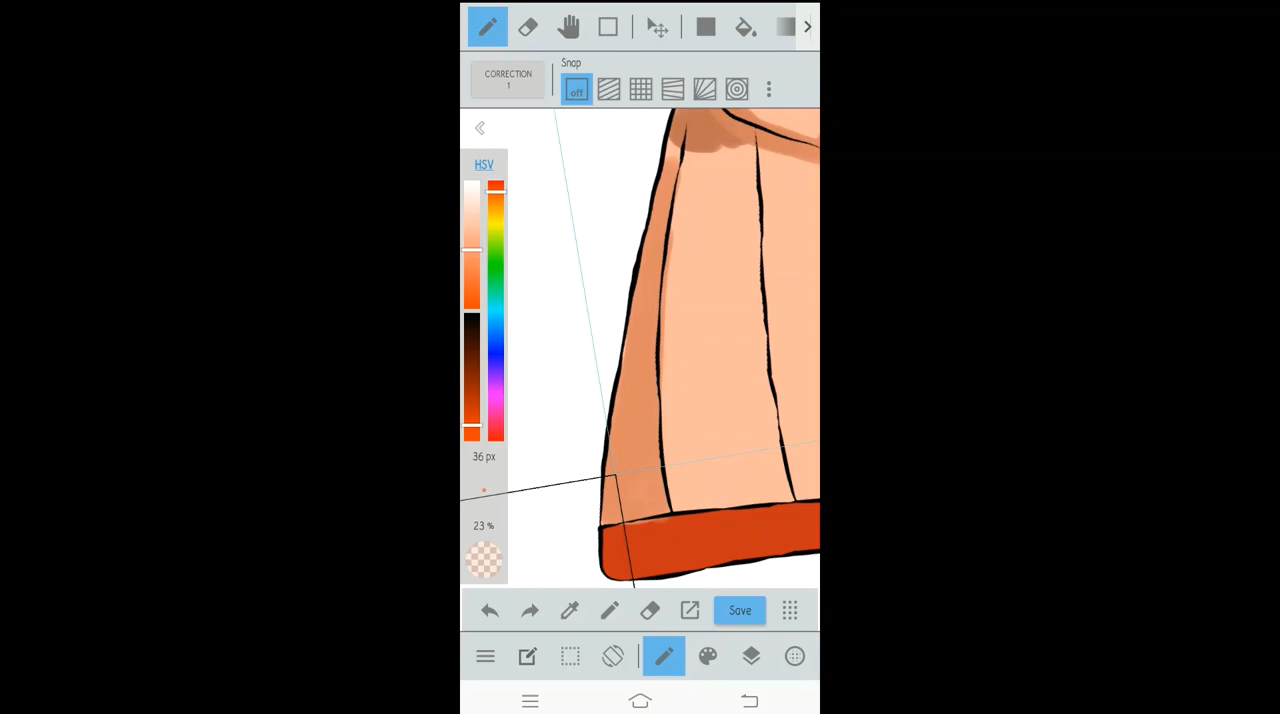 CORRECTION
1
Snap
off
HSV
36 px
23 %
Save